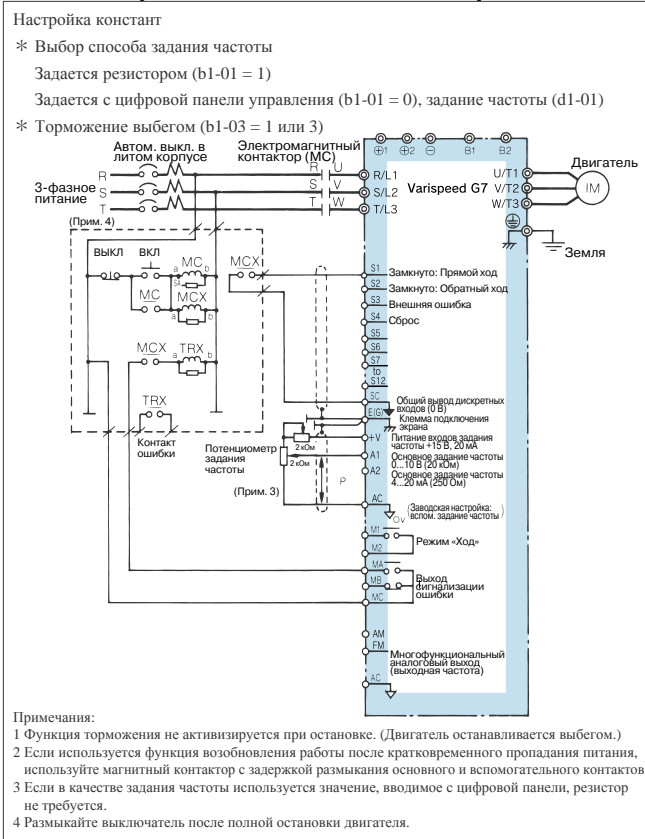 Настройка констант
✳ Выбор способа задания частоты
Задается резистором (b1-01 = 1)
Задается с цифровой панели управления (b1-01 = 0), задание частоты (d1-01)
✳ Торможение выбегом (b1-03 = 1 или 3)
Автом. выкл. в
литом корпусе
Электромагнитный
контактор (MC)
⊕1 ⊕2 ⊖ B1 B2
3-фазное
питание
R
S
T
R U
S V
T W
R/L1
S/L2
T/L3
Varispeed G7
U/T1
V/T2
W/T3
Двигатель
IM
Земля
(Прим. 4)
ВЫКЛ ВКЛ
a MC b
SA
MC
MCX
a b
MCX
MCX
a TRX b
TRX
Контакт
ошибки
S1
Замкнуто: Прямой ход
S2
Замкнуто: Обратный ход
S3
Внешняя ошибка
S4
Сброс
S5
S6
S7
to
S12
SC
Общий вывод дискретных
входов (0 В)
E(G)
Клемма подключения
экрана
Потенциометр
задания
частоты
2 кОм
2 кОм
(Прим. 3)
P
+V
Питание входов задания
частоты +15 В, 20 мА
A1
Основное задание частоты
0...10 В (20 кОм)
A2
Основное задание частоты
4...20 мА (250 Ом)
AC
0v
(Заводская настройка:
вспом. задание частоты)
M1
M2
Режим «Ход»
MA
MB
MC
Выход
сигнализации
ошибки
AM
FM
Многофункциональный
аналоговый выход
(выходная частота)
AC
Примечания:
1 Функция торможения не активизируется при остановке. (Двигатель останавливается выбегом.)
2 Если используется функция возобновления работы после кратковременного пропадания питания,
используйте магнитный контактор с задержкой размыкания основного и вспомогательного контактов
3 Если в качестве задания частоты используется значение, вводимое с цифровой панели, резистор
не требуется.
4 Размыкайте выключатель после полной остановки двигателя.